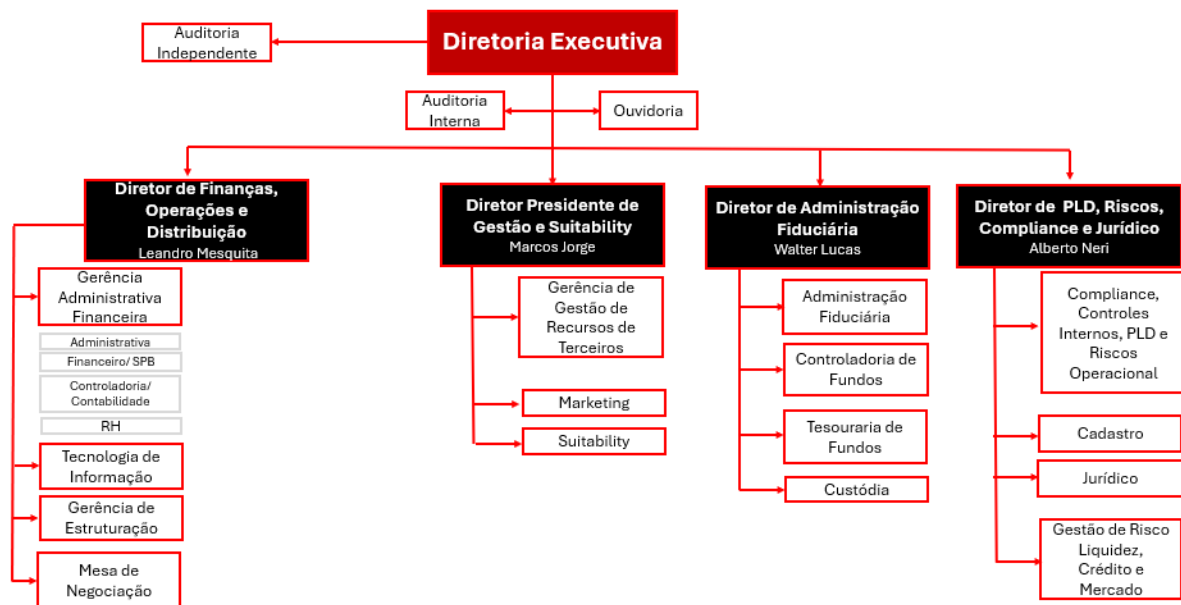 Auditoria
Independente
Diretoria Executiva
Auditoria
Interna
Ouvidoria
Diretor de Finanças,
Operações e
Distribuição
Leandro Mesquita
Gerência
Administrativa
Financeira
Administrativa
Financeiro/ SPB
Controladoria/
Contabilidade
RH
Tecnologia de
Informação
Gerência de
Estruturação
Mesa de
Negociação
Diretor Presidente de
Gestão e Suitability
Marcos Jorge
Gerência de
Gestão de
Recursos de
Terceiros
Marketing
Suitability
Diretor de Administração
Fiduciária
Walter Lucas
Administração
Fiduciária
Controladoria de
Fundos
Tesouraria de
Fundos
Custódia
Diretor de PLD, Riscos,
Compliance e Jurídico
Alberto Neri
Compliance,
Controles
Internos, PLD e
Riscos
Operacional
Cadastro
Jurídico
Gestão de Risco
Liquidez,
Crédito e
Mercado